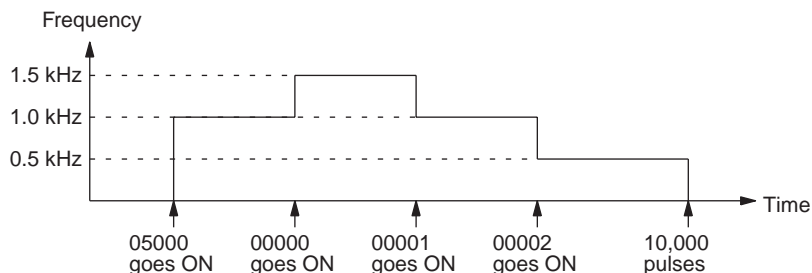 Frequency
1.5 kHz
1.0 kHz
0.5 kHz
Time
05000 00000 00001 00002 10,000
goes ON goes ON goes ON goes ON pulses